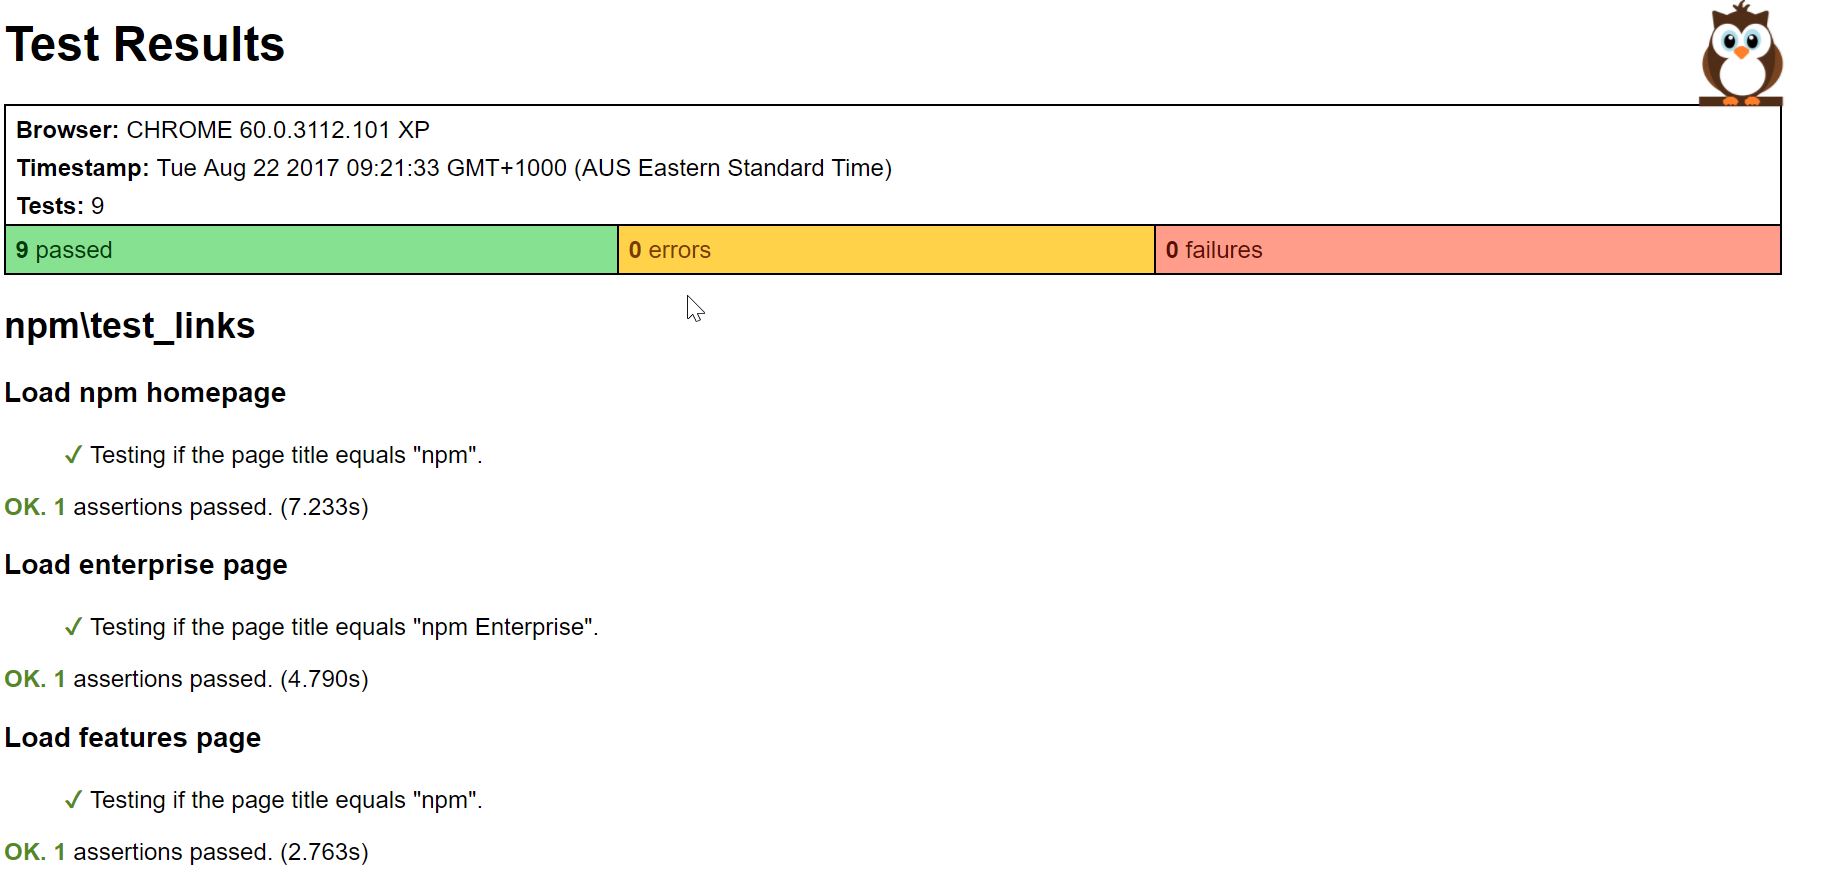 Test Results
Browser: CHROME 60.0.3112.101 XP
Timestamp: Tue Aug 22 2017 09:21:33 GMT+1000 (AUS Eastern Standard Time)
Tests: 9
9 passed
0 errors
0 failures
npm\test_links
Load npm homepage
✓ Testing if the page title equals "npm".
OK. 1 assertions passed. (7.233s)
Load enterprise page
✓ Testing if the page title equals "npm Enterprise".
OK. 1 assertions passed. (4.790s)
Load features page
✓ Testing if the page title equals "npm".
OK. 1 assertions passed. (2.763s)